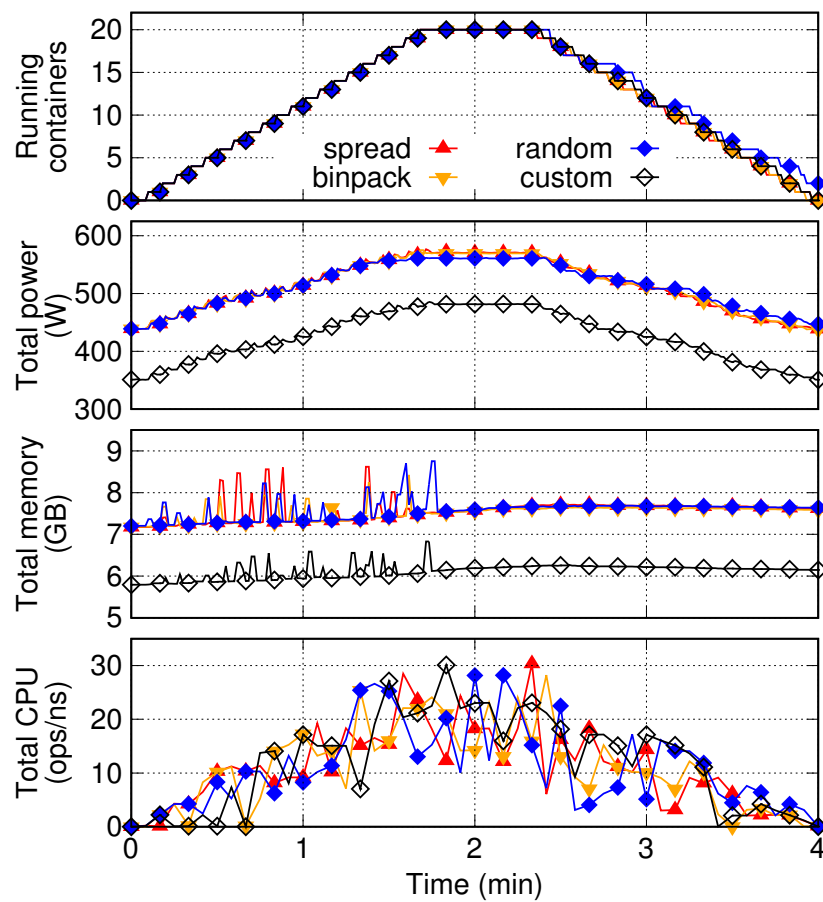 20
15
10
5
0
Running
containers
spread
random
binpack
custom
600
500
400
300
Total power
(W)
9
8
7
6
5
Total memory
(GB)
30
20
10
0
Total CPU
(ops/ns)
0 1 2 3 4
Time (min)